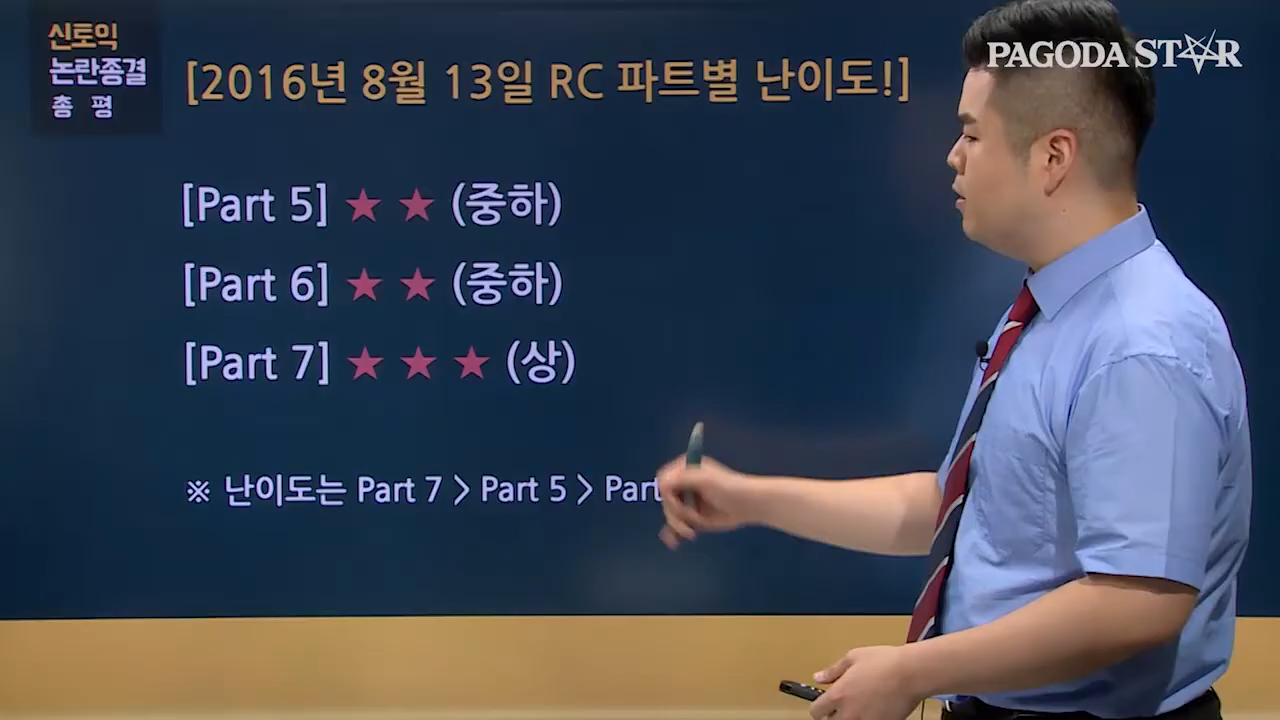 신토익
논란종결
총 평
PAGODA STAR
[2016년 8월 13일 RC 파트별 난이도!]
[Part 5] ★ ★ (중하)
[Part 6] ★ ★ (중하)
[Part 7] ★ ★ ★ (상)
※ 난이도는 Part 7 > Part 5 > Part